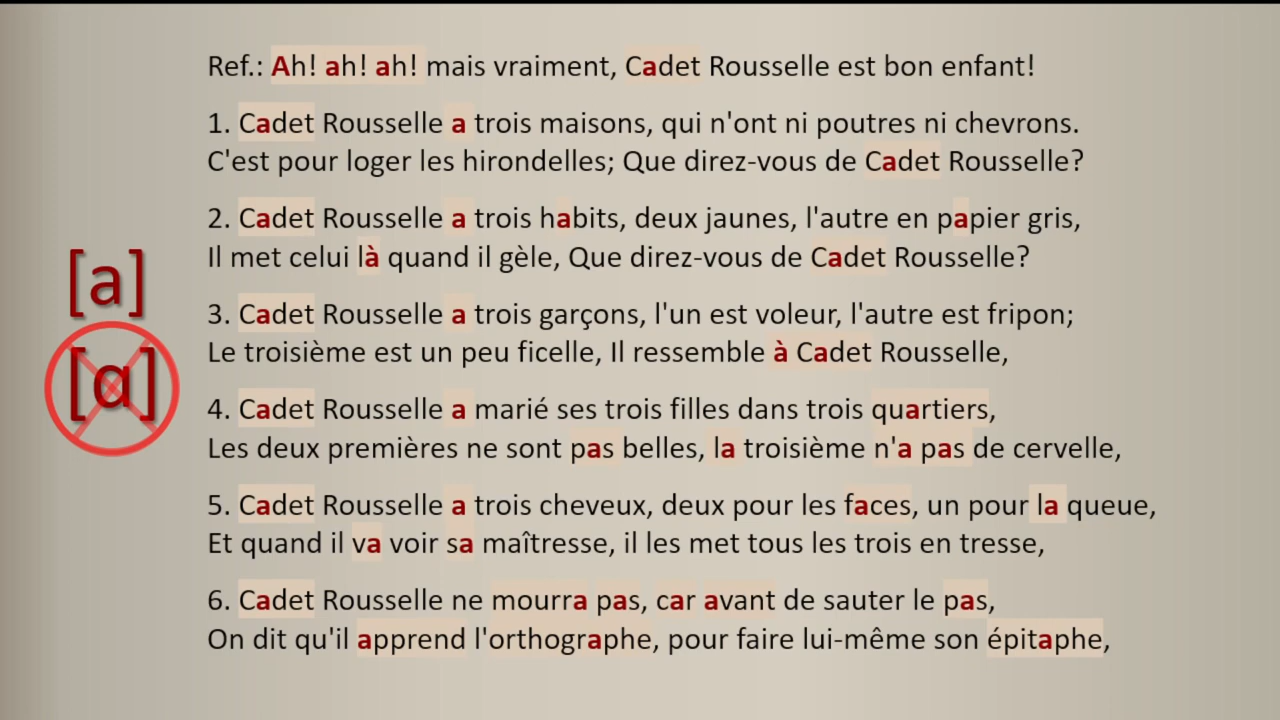 Ref.: Ah! ah! ah! mais vraiment, Cadet Rousselle est bon enfant!
1. Cadet Rousselle a trois maisons, qui n'ont ni poutres ni chevrons.
C'est pour loger les hirondelles; Que direz-vous de Cadet Rousselle?
2. Cadet Rousselle a trois habits, deux jaunes, l'autre en papier gris,
Il met celui là quand il gèle, Que direz-vous de Cadet Rousselle?
[a]
[ɑ]
3. Cadet Rousselle a trois garçons, l'un est voleur, l'autre est fripon;
Le troisième est un peu ficelle, Il ressemble à Cadet Rousselle,
4. Cadet Rousselle a marié ses trois filles dans trois quartiers,
Les deux premières ne sont pas belles, la troisième n'a pas de cervelle,
5. Cadet Rousselle a trois cheveux, deux pour les faces, un pour la queue,
Et quand il va voir sa maîtresse, il les met tous les trois en tresse,
6. Cadet Rousselle ne mourra pas, car avant de sauter le pas,
On dit qu'il apprend l'orthographe, pour faire lui-même son épitaphe,